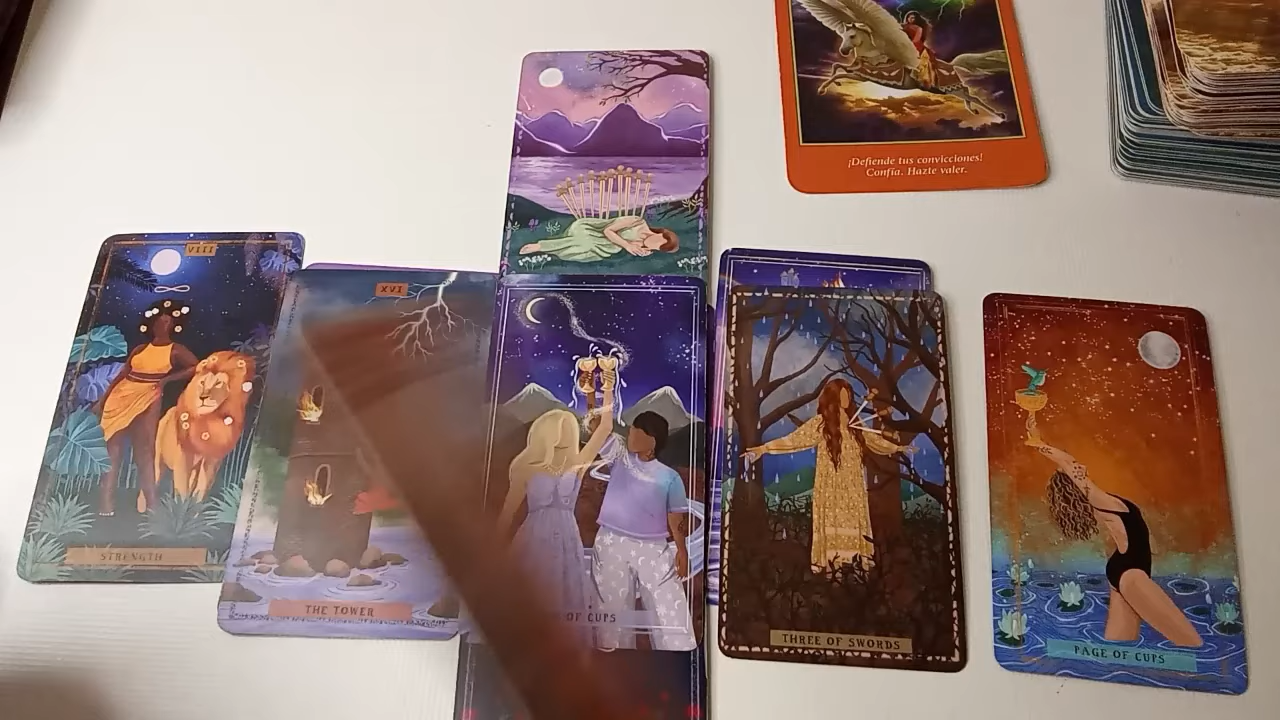 ¡Defiende tus convicciones!
Confía. Hazte valer.
VIII
XVI
STRENGTH
THE TOWER
OF CUPS
THREE OF SWORDS
PAGE OF CUPS